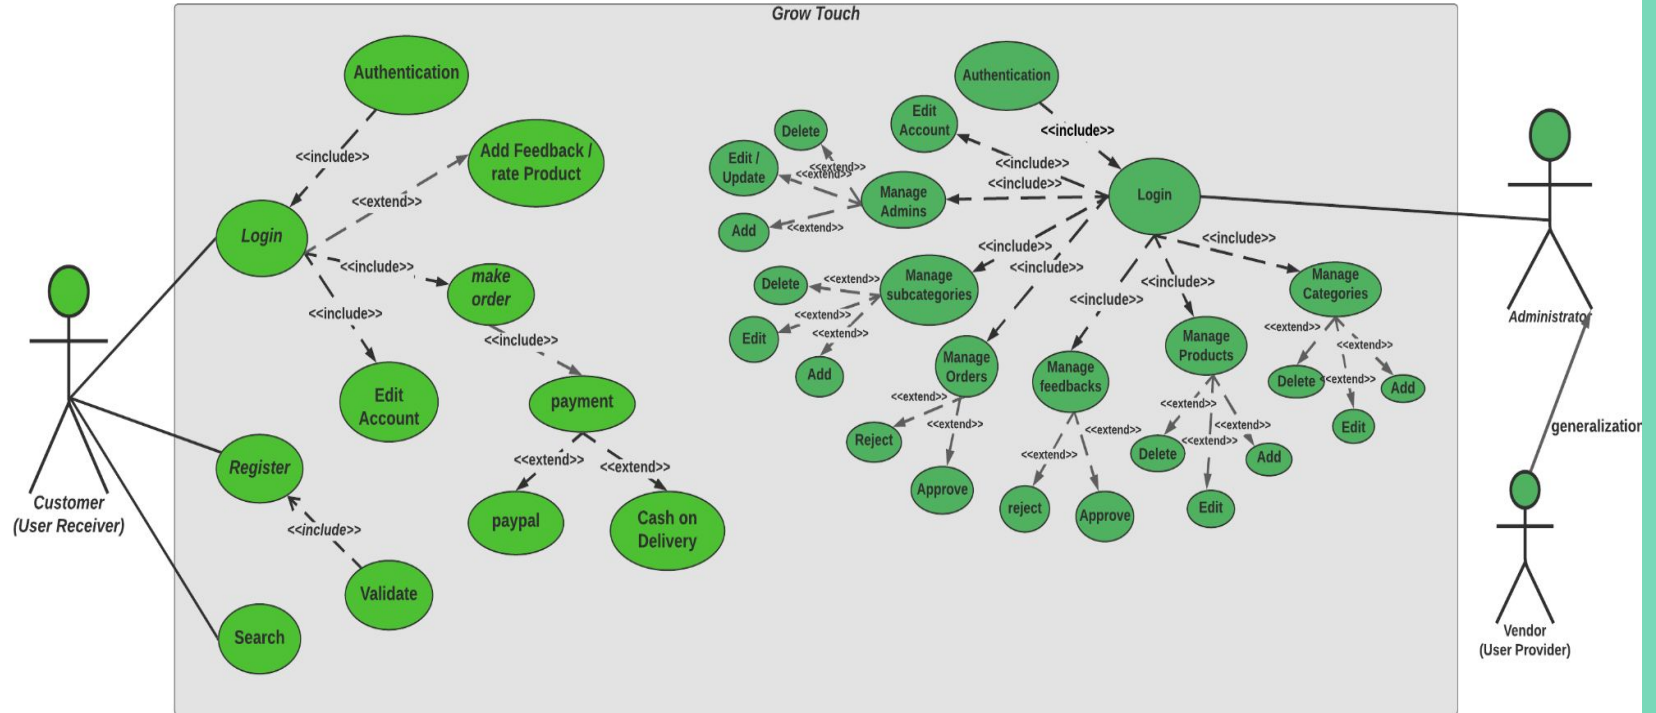 Grow Touch
Authentication
<<include>>
Add Feedback /
rate Product
<<extend>>
Login
<<include>>
make
order
<<include>>
<<include>>
Edit
Account
payment
<<extend>>
<<extend>>
paypal
Cash on
Delivery
Register
<<include>>
Validate
Search
Customer
(User Receiver)
Authentication
<<include>>
Edit
Account
<<include>>
<<include>>
Login
Delete
<<extend>>
Edit /
Update
<<extend>>
Manage
Admins
Add
<<extend>>
<<include>>
<<include>>
Manage
subcategories
Delete
<<extend>>
<<extend>>
Edit
<<extend>>
Add
Manage
Orders
<<extend>>
Reject
<<extend>>
Approve
<<include>>
Manage
feedbacks
<<extend>>
<<extend>>
reject
Approve
<<include>>
Manage
Products
<<extend>>
<<extend>>
<<extend>>
Delete
Add
Edit
<<include>>
Manage
Categories
<<extend>>
<<extend>>
<<extend>>
Delete
Add
Edit
Administrator
generalization
Vendor
(User Provider)